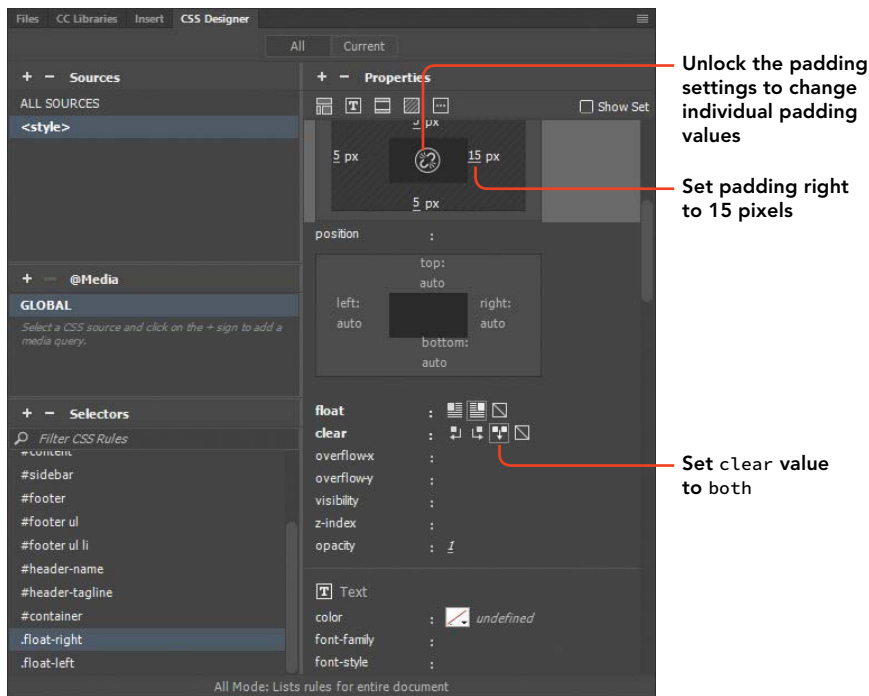 Files CC Libraries Insert CSS Designer
All Current
+ − Sources
ALL SOURCES
<style>
+ − @Media
GLOBAL
Select a CSS source and click on the + sign to add a
media query.
+ − Selectors
Filter CSS Rules
#content
#sidebar
#footer
#footer ul
#footer ul li
#header-name
#header-tagline
#container
.float-right
.float-left
+ − Properties
T
Show Set
5 px
5 px
15 px
5 px
position :
top:
auto
left:
auto
right:
auto
bottom:
auto
float :
clear :
overflow-x :
overflow-y :
visibility :
z-index :
opacity : 1
T Text
color : undefined
font-family :
font-style :
All Mode: Lists rules for entire document
Unlock the padding
settings to change
individual padding
values
Set padding right
to 15 pixels
Set clear value
to both